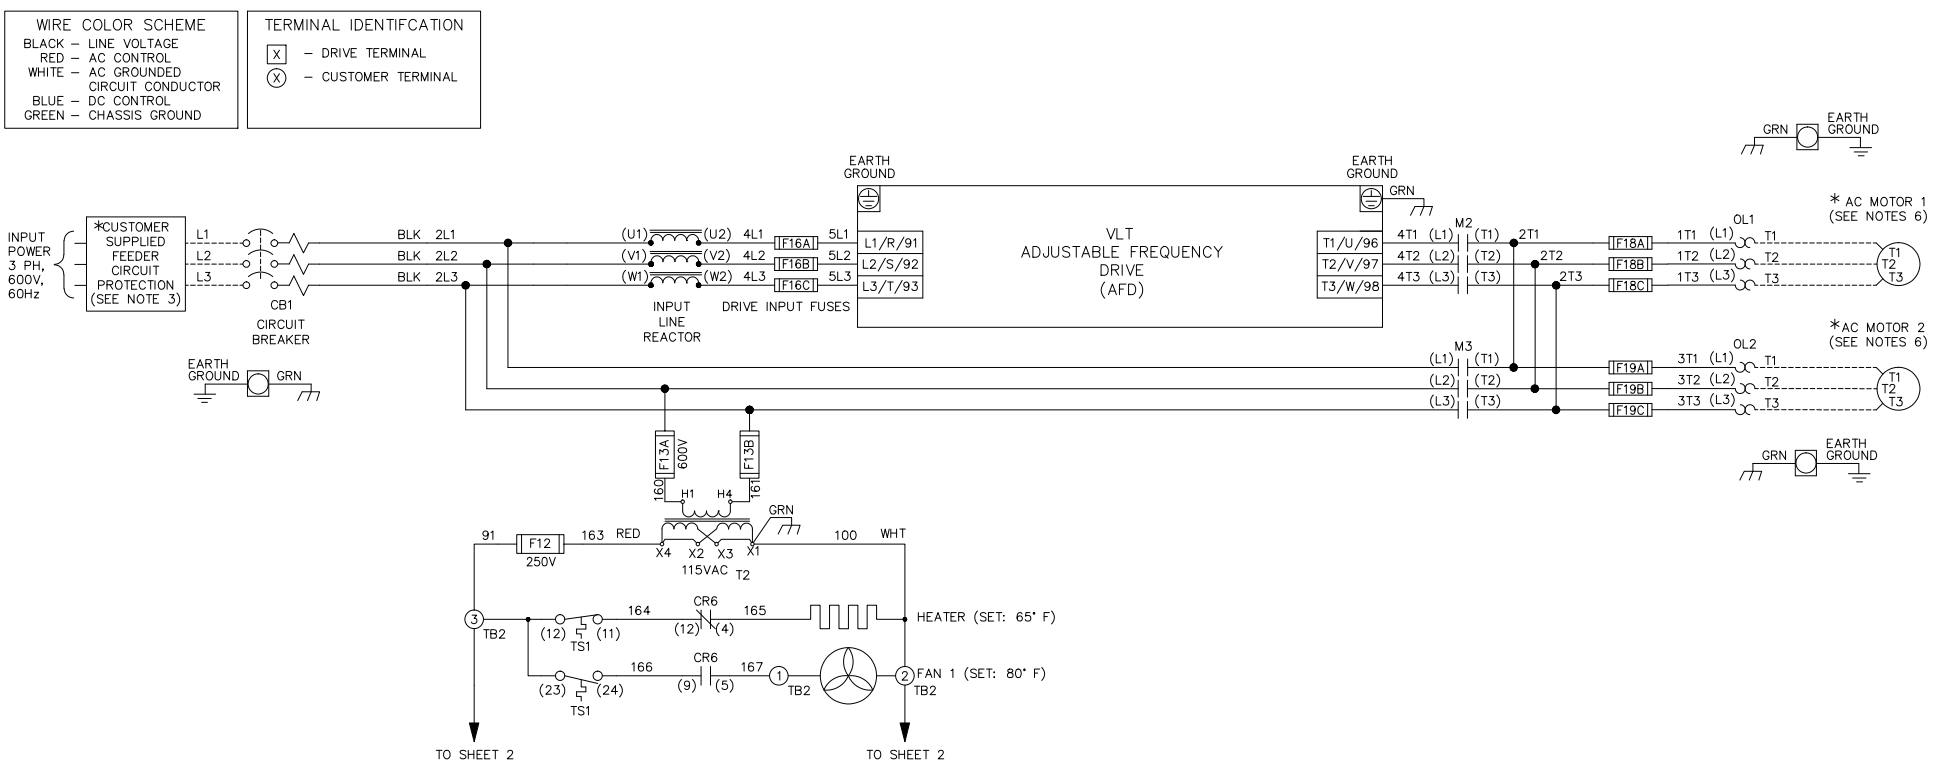 WIRE COLOR SCHEME
BLACK – LINE VOLTAGE
RED – AC CONTROL
WHITE – AC GROUNDED
CIRCUIT CONDUCTOR
BLUE – DC CONTROL
GREEN – CHASSIS GROUND
TERMINAL IDENTIFCATION
X – DRIVE TERMINAL
X – CUSTOMER TERMINAL
INPUT
POWER
3 PH,
600V,
60Hz
*CUSTOMER
SUPPLIED
FEEDER
CIRCUIT
PROTECTION
(SEE NOTE 3)
L1
L2
L3
CB1
CIRCUIT
BREAKER
EARTH
GROUND
GRN
BLK 2L1
BLK 2L2
BLK 2L3
(U1) (U2) 4L1 F16A 5L1
(V1) (V2) 4L2 F16B 5L2
(W1) (W2) 4L3 F16C 5L3
INPUT
LINE
REACTOR
DRIVE INPUT FUSES
EARTH
GROUND
L1/R/91
L2/S/92
L3/T/93
VLT
ADJUSTABLE FREQUENCY
DRIVE
(AFD)
EARTH
GROUND
GRN
T1/U/96
T2/V/97
T3/W/98
M2
4T1 (L1) (T1) 2T1 F18A 1T1 (L1) T1
4T2 (L2) (T2) 2T2 F18B 1T2 (L2) T2
4T3 (L3) (T3) 2T3 F18C 1T3 (L3) T3
OL1
GRN
EARTH
GROUND
* AC MOTOR 1
(SEE NOTES 6)
T1
T2
T3
M3
(L1) (T1) F19A 3T1 (L1) T1
(L2) (T2) F19B 3T2 (L2) T2
(L3) (T3) F19C 3T3 (L3) T3
OL2
*AC MOTOR 2
(SEE NOTES 6)
T1
T2
T3
GRN
EARTH
GROUND
F13A
600V
F13B
160
161
H1 H4
GRN
91 F12 163 RED
250V
X4 X2 X3 X1
115VAC T2
100 WHT
3
TB2
(12) (11)
TS1
164
CR6
(12) (4)
165
HEATER (SET: 65° F)
(23) (24)
TS1
166
CR6
(9) (5)
167
1
TB2
2
TB2
FAN 1 (SET: 80° F)
TO SHEET 2
TO SHEET 2